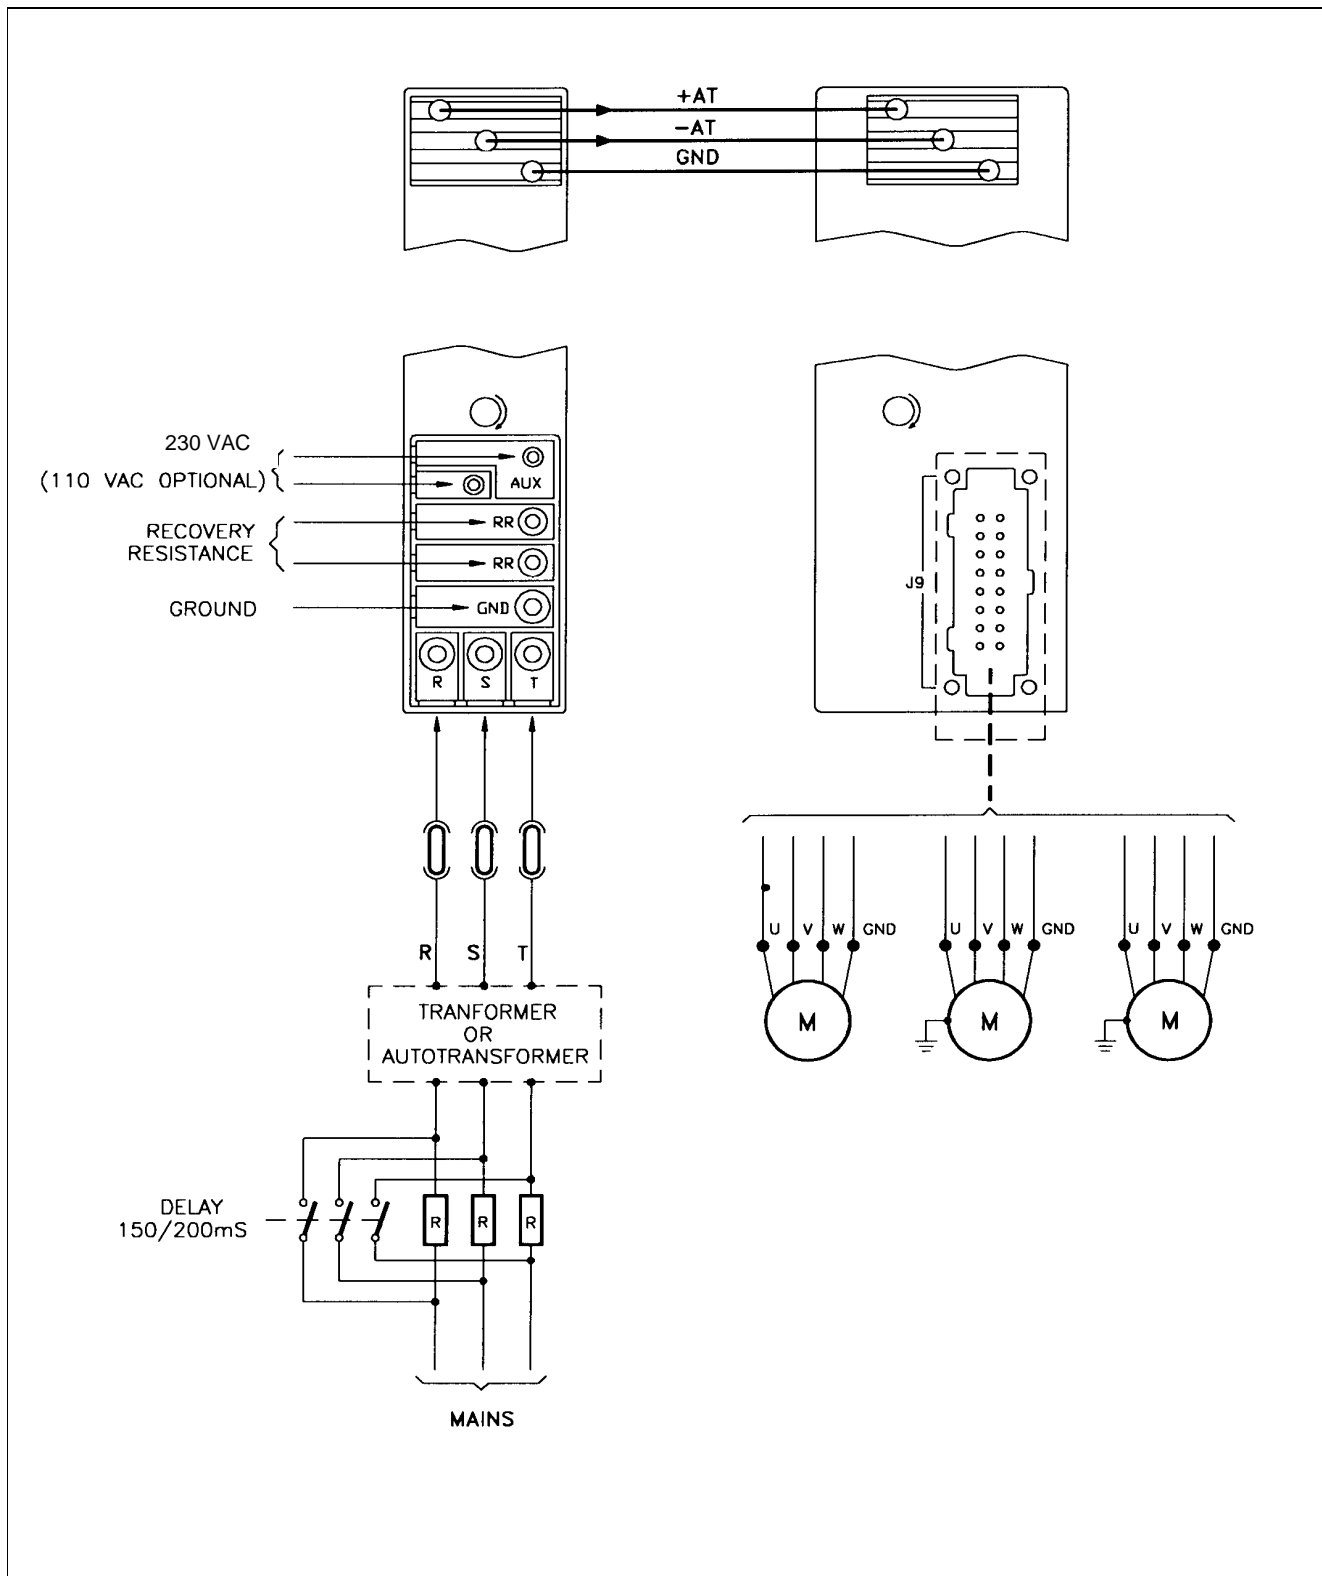 +AT
-AT
GND
230 VAC
(110 VAC OPTIONAL)
AUX
RECOVERY
RESISTANCE
RR
RR
GROUND
GND
R S T
J9
R S T
TRANFORMER
OR
AUTOTRANSFORMER
U V W GND
U V W GND
U V W GND
M M M
DELAY
150/200mS
R R R
MAINS